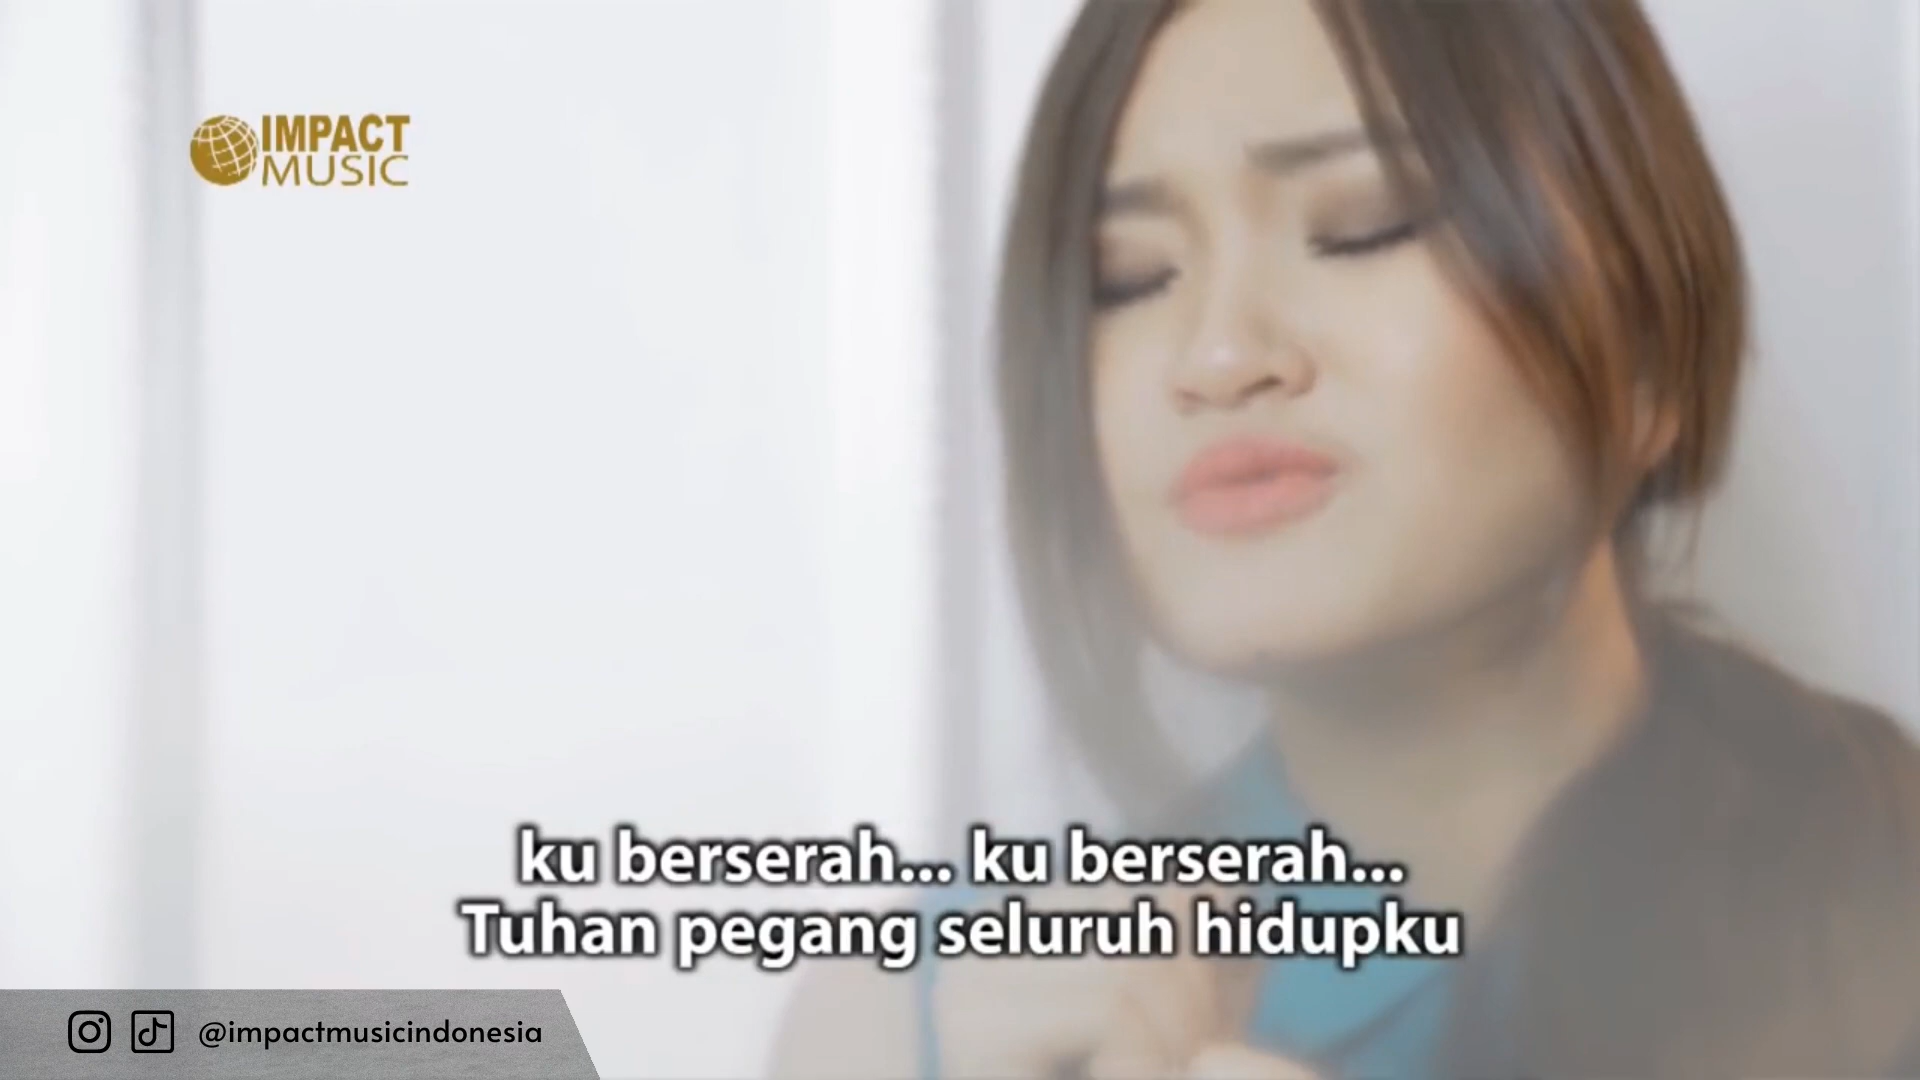 IMPACT
MUSIC
ku berserah... ku berserah...
Tuhan pegang seluruh hidupku
@impactmusicindonesia